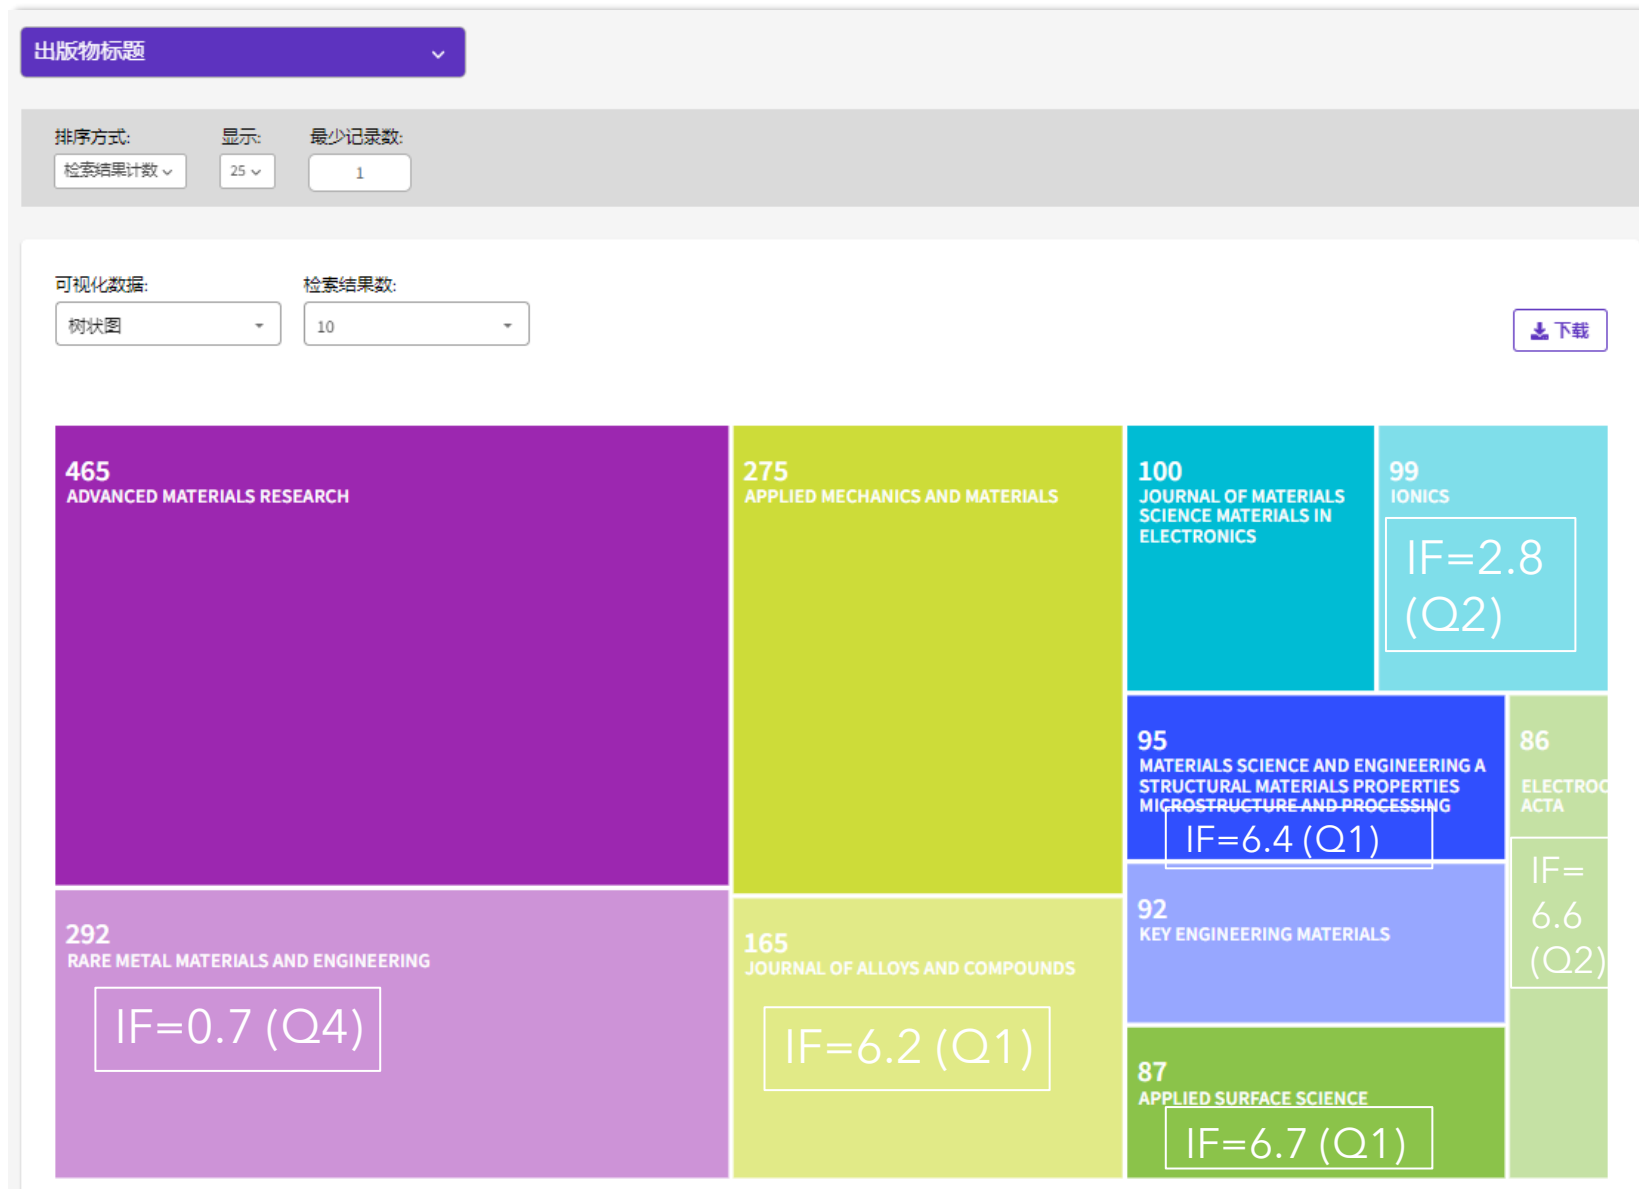 出版物标题
排序方式:
显示:
最少记录数:
检索结果计数
25
1
可视化数据:
检索结果数:
树状图
10
下载
465
ADVANCED MATERIALS RESEARCH
275
APPLIED MECHANICS AND MATERIALS
100
JOURNAL OF MATERIALS
SCIENCE MATERIALS IN
ELECTRONICS
99
IONICS
IF=2.8
(Q2)
95
MATERIALS SCIENCE AND ENGINEERING A
STRUCTURAL MATERIALS PROPERTIES
MICROSTRUCTURE AND PROCESSING
IF=6.4 (Q1)
86
ELECTROC
ACTA
IF=
6.6
(Q2)
292
RARE METAL MATERIALS AND ENGINEERING
IF=0.7 (Q4)
165
JOURNAL OF ALLOYS AND COMPOUNDS
IF=6.2 (Q1)
92
KEY ENGINEERING MATERIALS
87
APPLIED SURFACE SCIENCE
IF=6.7 (Q1)